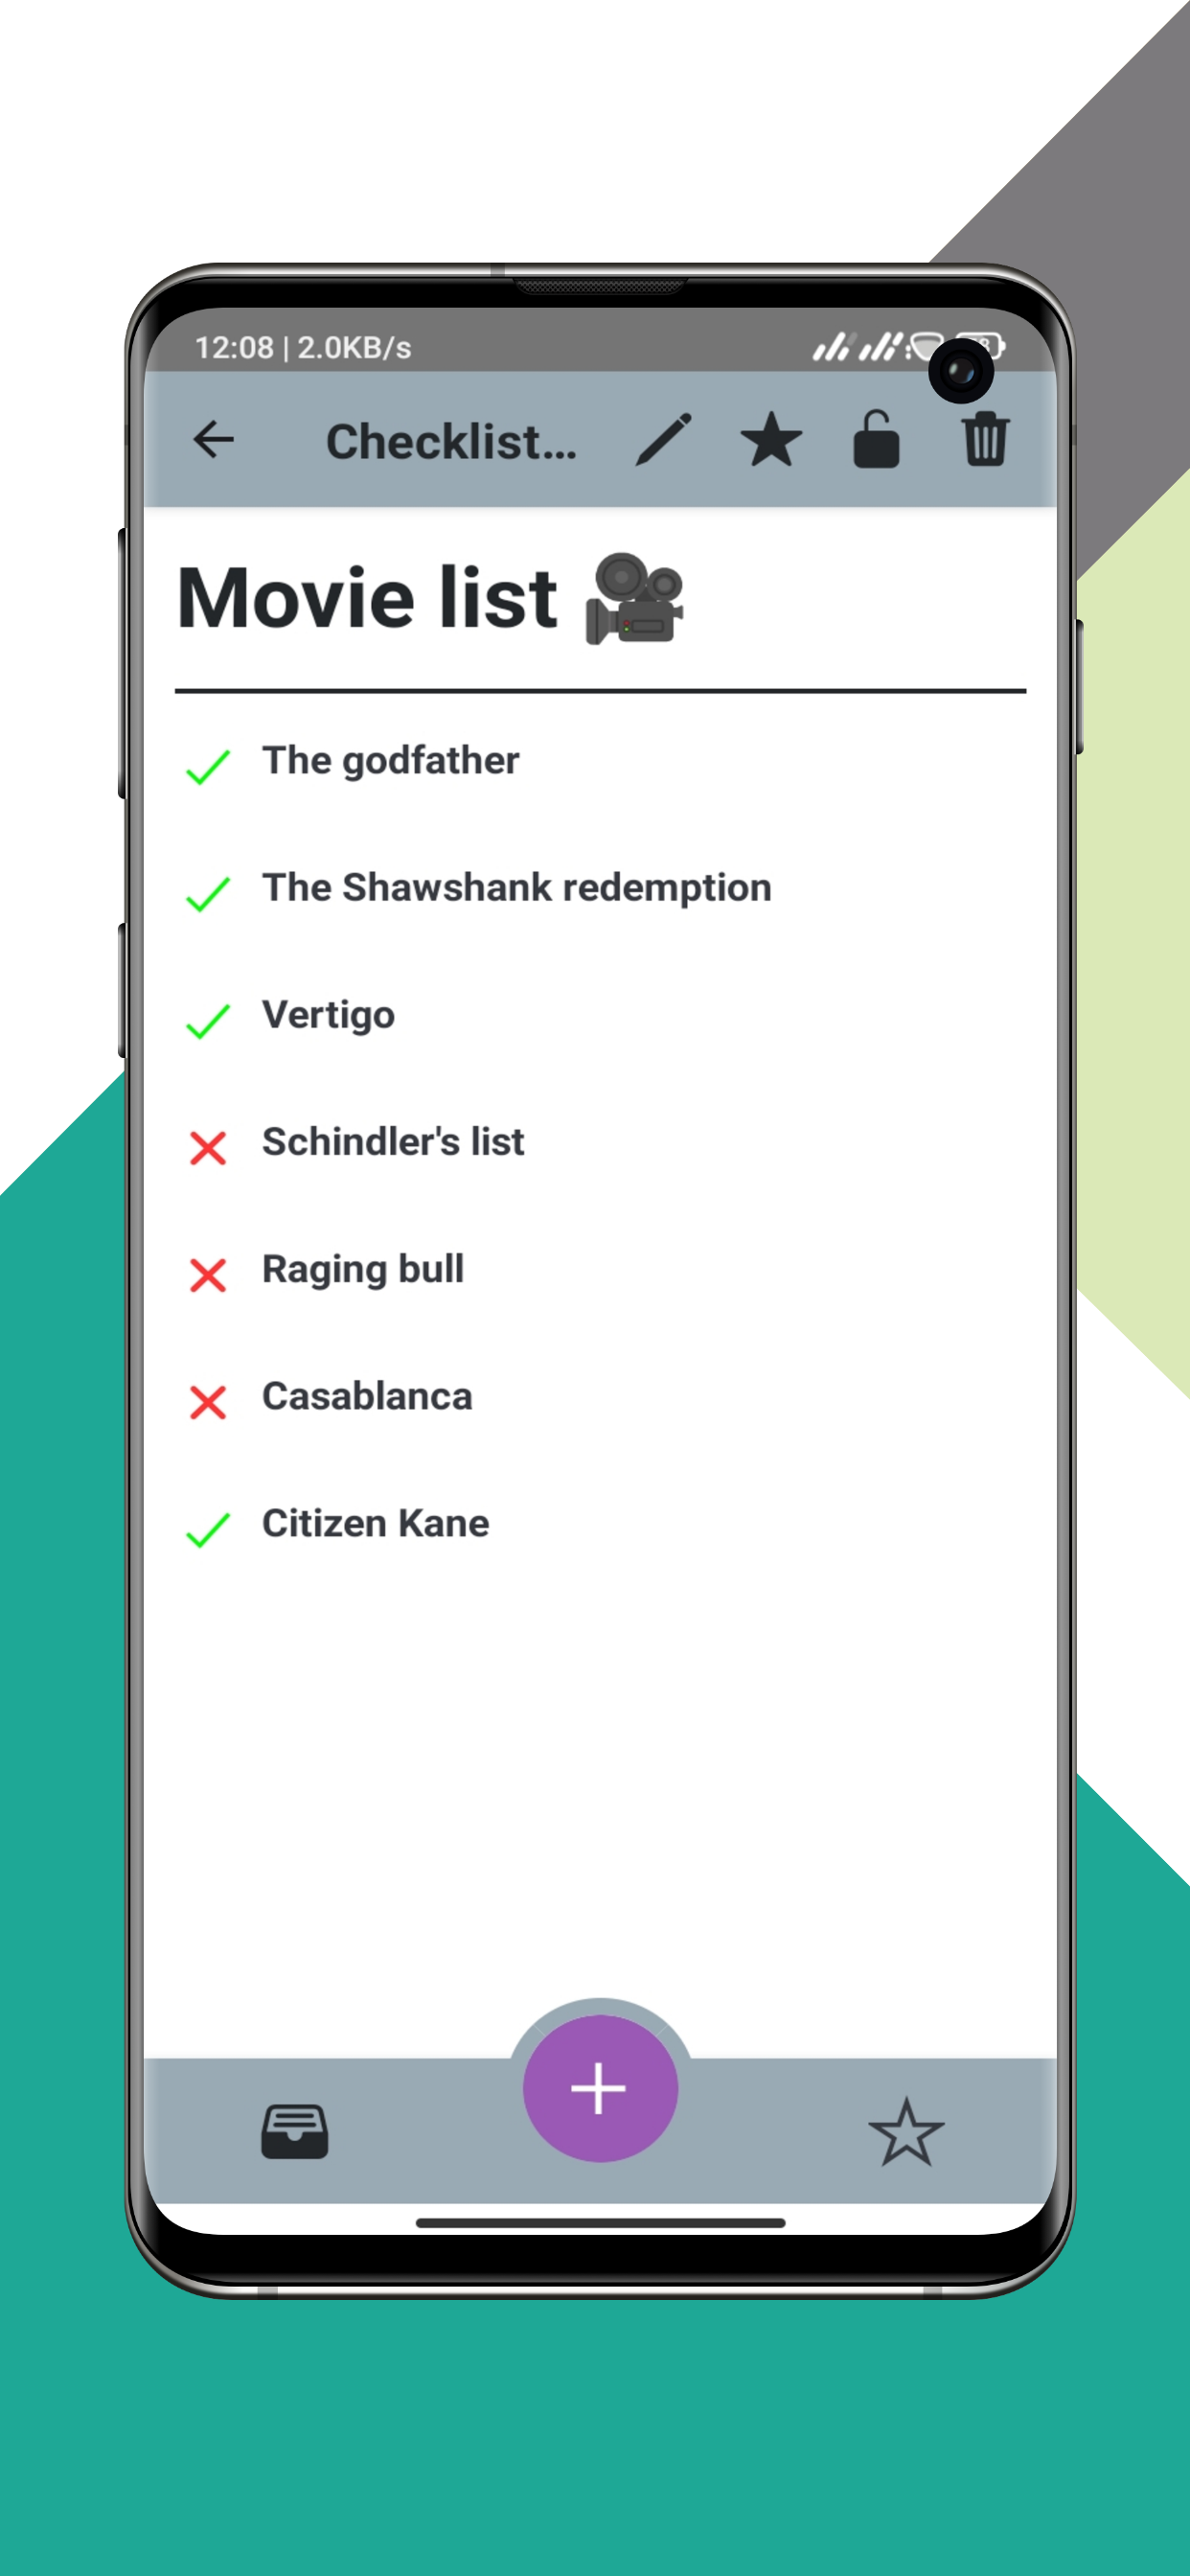 12:08 | 2.0KB/s
Checklist...
Movie list
The godfather
The Shawshank redemption
Vertigo
Schindler's list
Raging bull
Casablanca
Citizen Kane